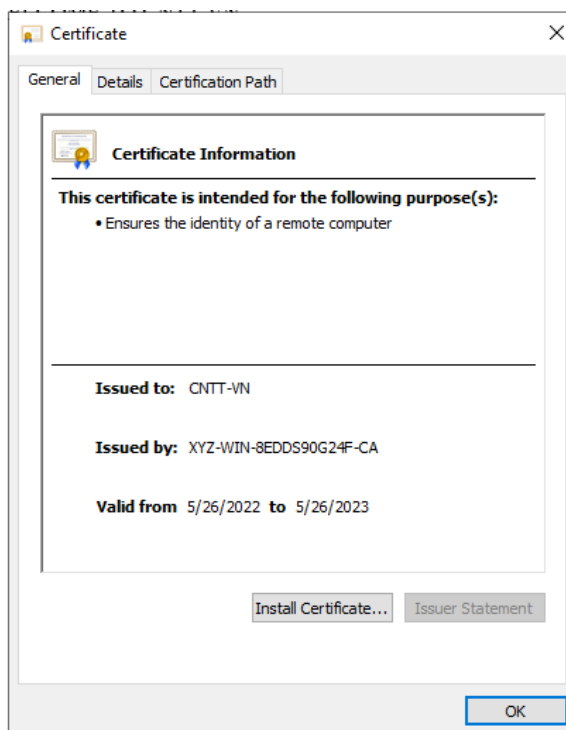 Certificate
General
Details
Certification Path
Certificate Information
This certificate is intended for the following purpose(s):
• Ensures the identity of a remote computer
Issued to: CNTT-VN
Issued by: XYZ-WIN-8EDDS90G24F-CA
Valid from 5/26/2022 to 5/26/2023
Install Certificate...
Issuer Statement
OK